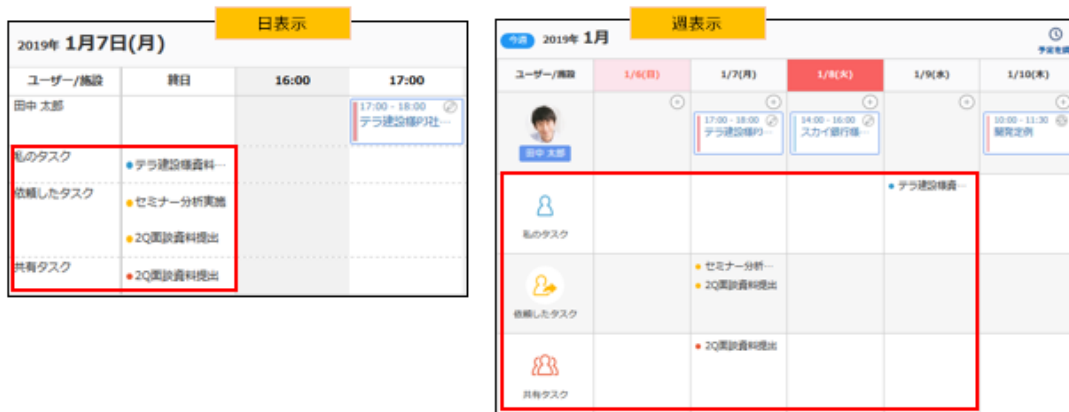 日表示
2019年 1月7日(月)
ユーザー/施設 終日 16:00 17:00
田中 太郎
17:00 - 18:00
テラ建設様PJ社…
私のタスク
テラ建設様資料…
依頼したタスク
セミナー分析実施
2Q面談資料提出
共有タスク
2Q面談資料提出
週表示
今週 2019年 1月
ユーザー/施設 1/6(日) 1/7(月) 1/8(火) 1/9(水) 1/10(木)
田中 太郎
17:00 - 18:00
テラ建設様PJ…
14:00 - 16:00
スカイ銀行様…
10:00 - 11:30
開発定例
私のタスク
テラ建設様資…
依頼したタスク
セミナー分析…
2Q面談資料提出
共有タスク
2Q面談資料提出